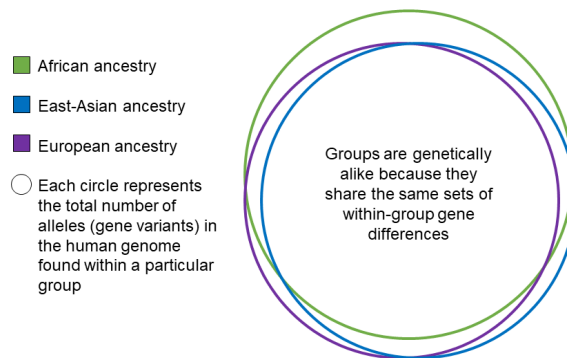 African ancestry
East-Asian ancestry
European ancestry
Each circle represents
the total number of
alleles (gene variants) in
the human genome
found within a particular
group
Groups are genetically
alike because they
share the same sets of
within-group gene
differences